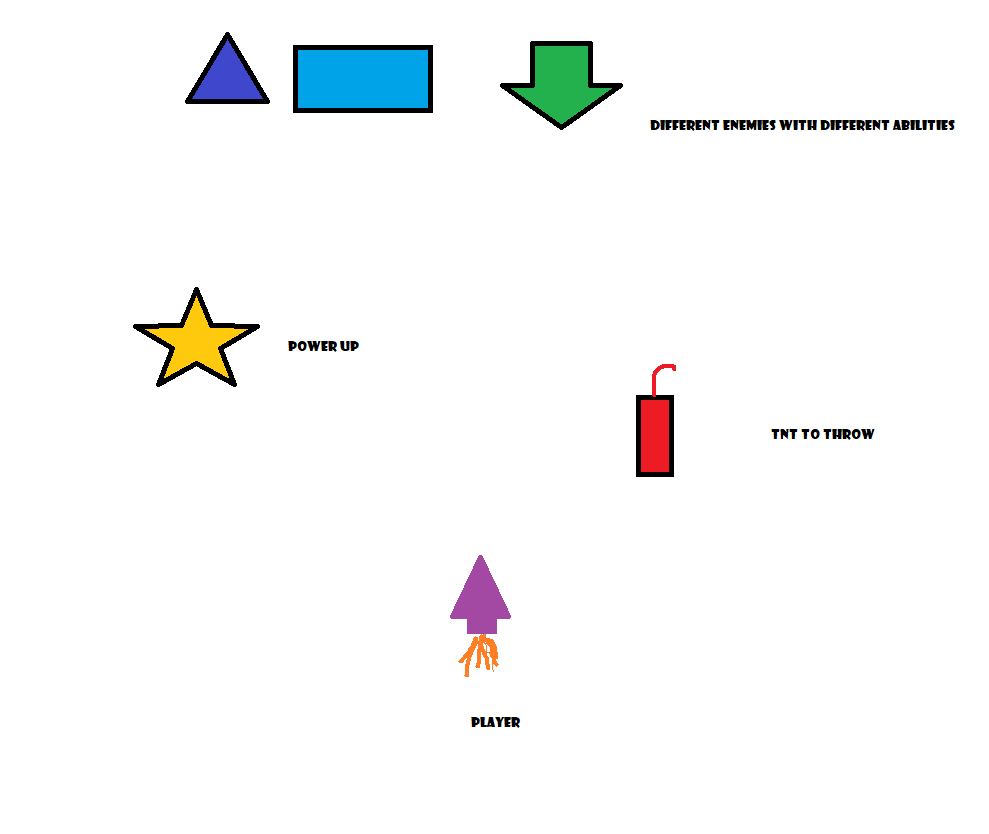 DIFFERENT ENEMIES WITH DIFFERENT ABILITIES
POWER UP
TNT TO THROW
PLAYER